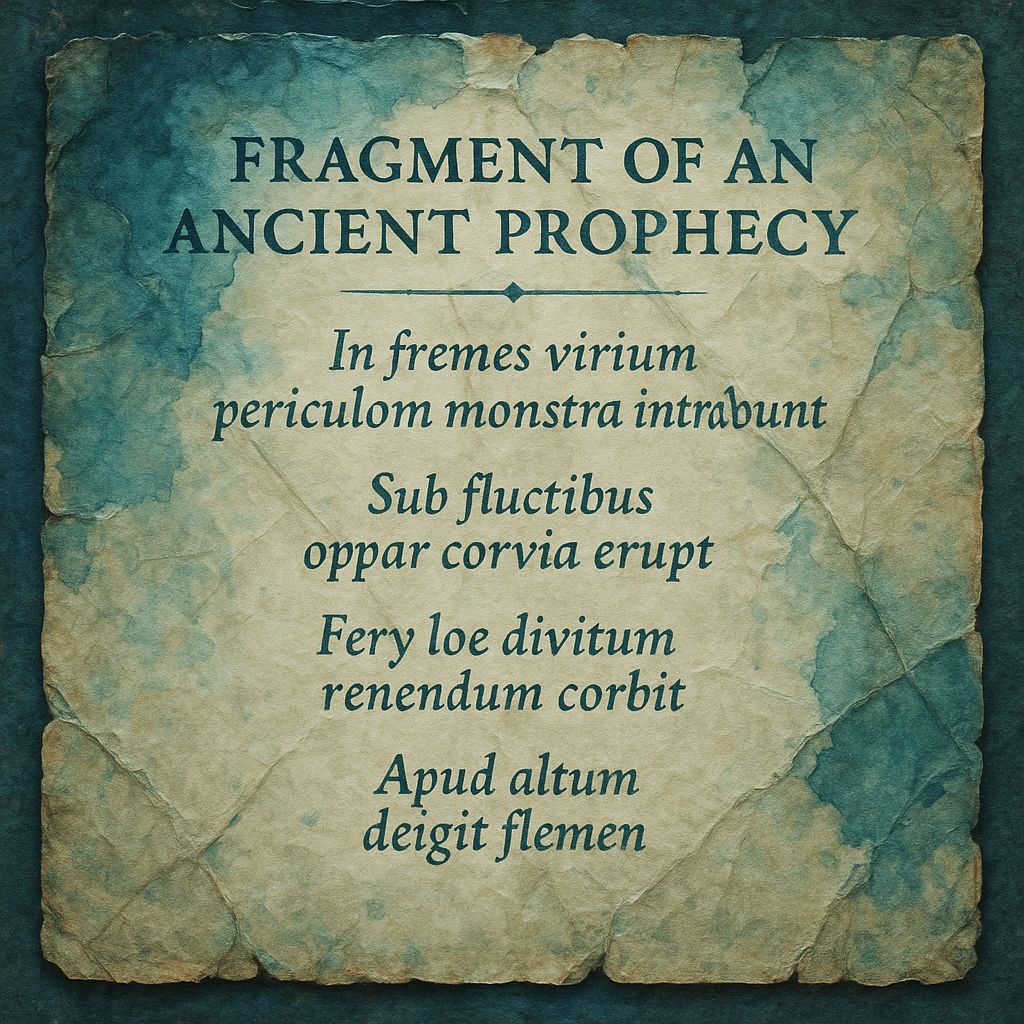 FRAGMENT OF AN
ANCIENT PROPHECY
In fremes virium
periculom monstra intrabunt
Sub fluctibus
oppar corvia erupt
Fery loe divitum
renendum corbit
Apud altum
deigit flemen